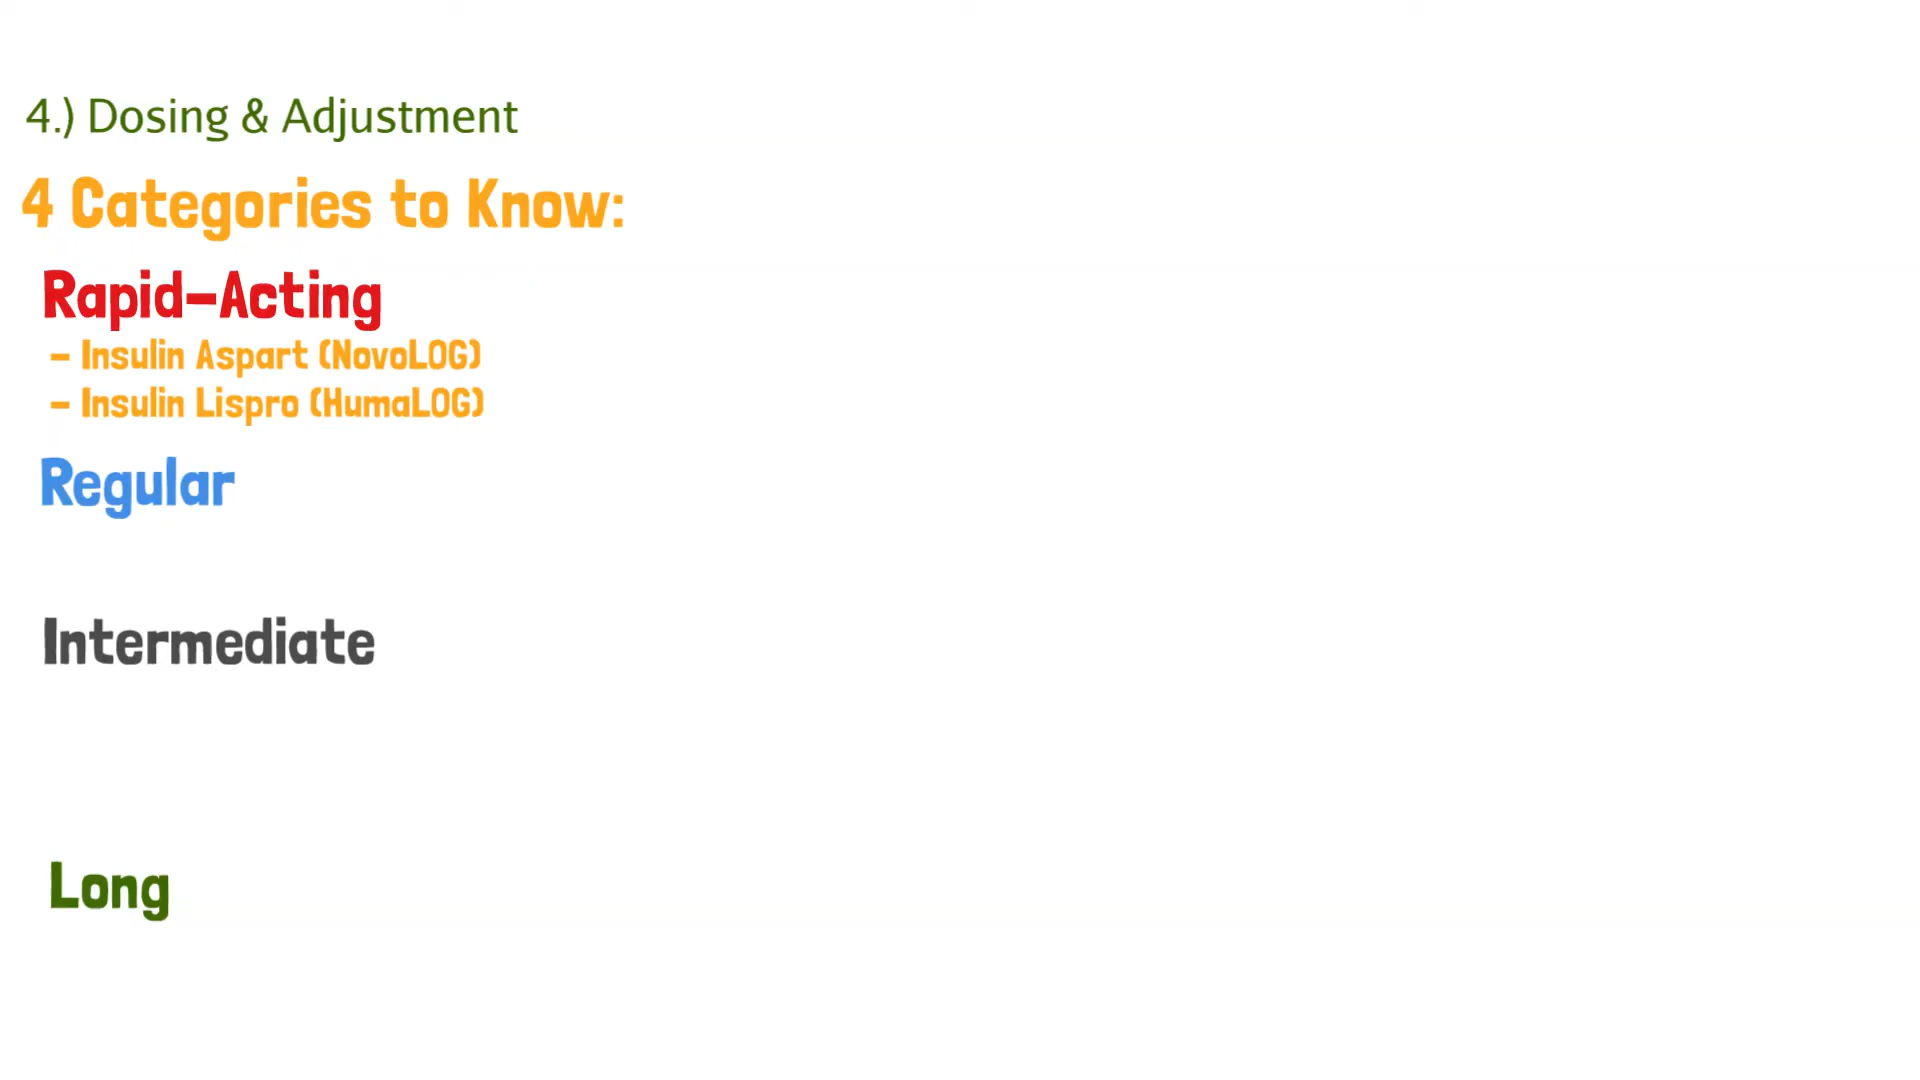 4.) Dosing & Adjustment
4 Categories to Know:
Rapid-Acting
- Insulin Aspart (NovoLOG)
- Insulin Lispro (HumaLOG)
Regular
Intermediate
Long